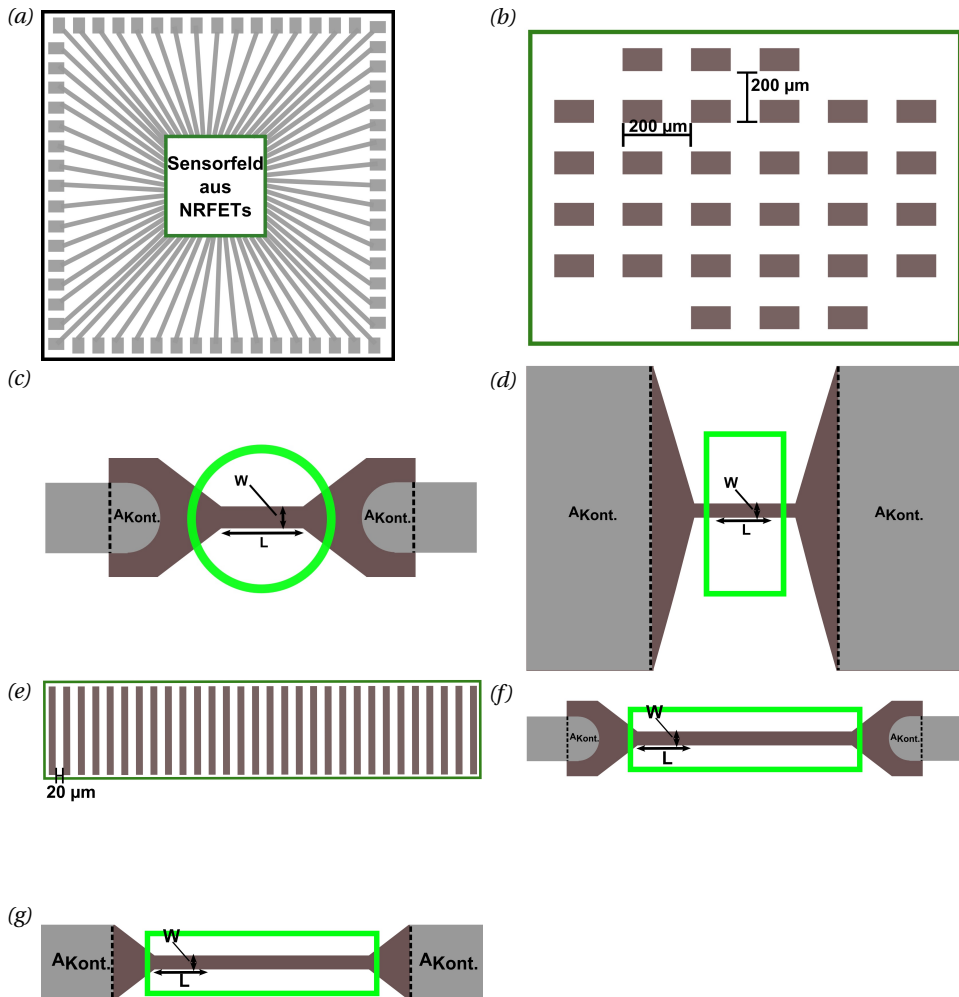 (a)
Sensorfeld
aus
NRFETs
(b)
200 µm
200 µm
(c)
W
AKont.
AKont.
L
(d)
W
AKont.
AKont.
L
(e)
20 µm
(f)
W
AKont.
AKont.
L
(g)
W
AKont.
AKont.
L